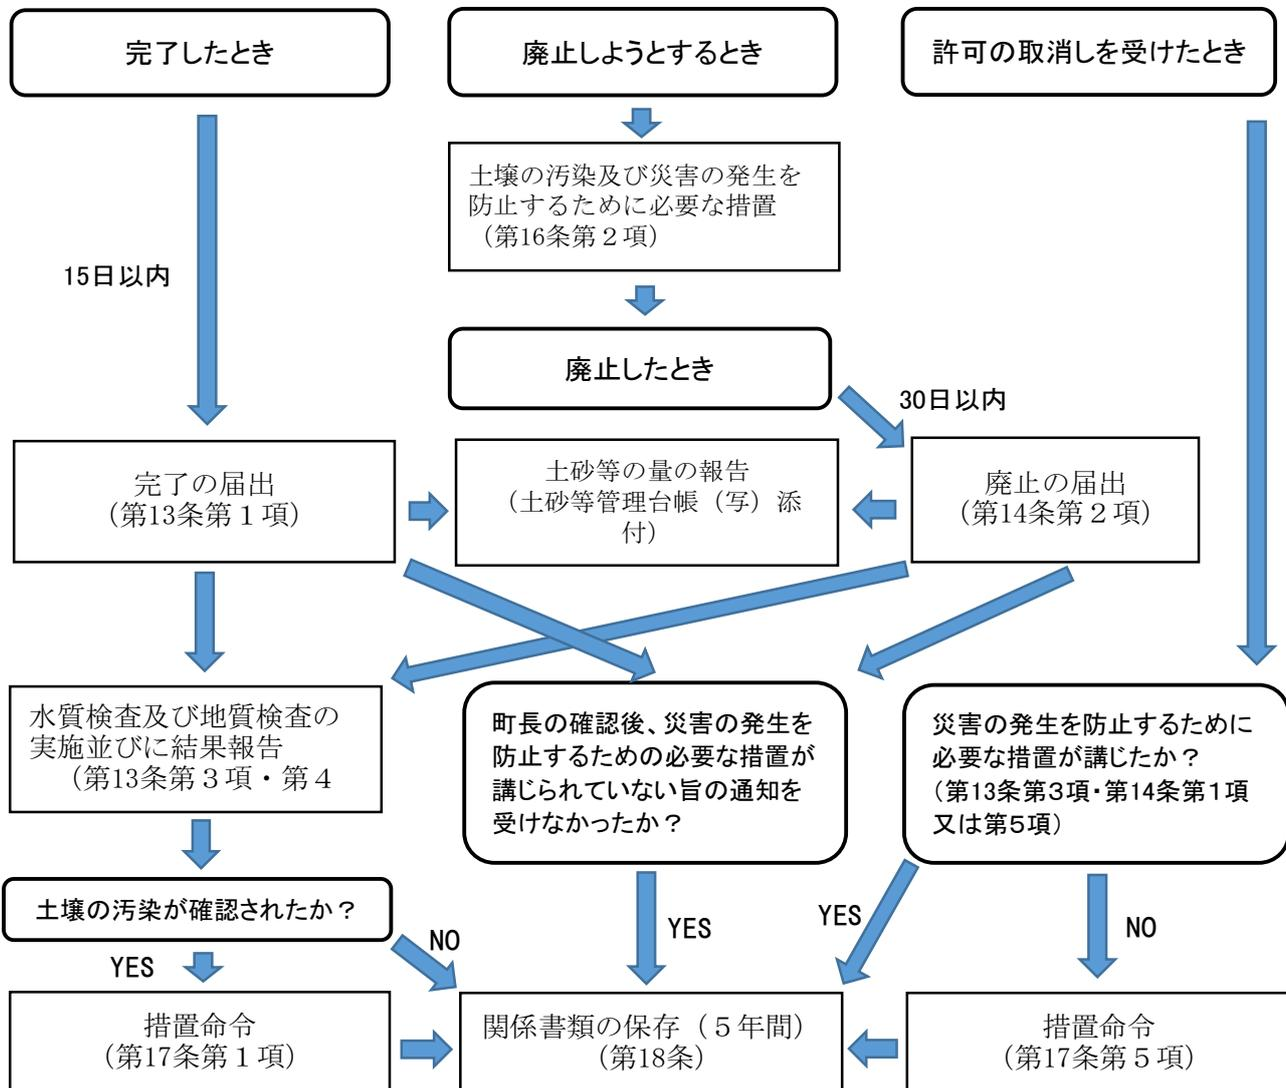 完了したとき
廃止しようとするとき
許可の取消しを受けたとき
土壌の汚染及び災害の発生を
防止するために必要な措置
（第16条第２項）
15日以内
廃止したとき
30日以内
完了の届出
（第13条第１項）
土砂等の量の報告
（土砂等管理台帳（写）添
付）
廃止の届出
（第14条第２項）
水質検査及び地質検査の
実施並びに結果報告
（第13条第３項・第４
町長の確認後、災害の発生を
防止するための必要な措置が
講じられていない旨の通知を
受けなかったか？
災害の発生を防止するために
必要な措置が講じたか？
（第13条第３項・第14条第１項
又は第５項）
土壌の汚染が確認されたか？
NO
YES
YES
YES
NO
措置命令
（第17条第１項）
関係書類の保存（５年間）
（第18条）
措置命令
（第17条第５項）